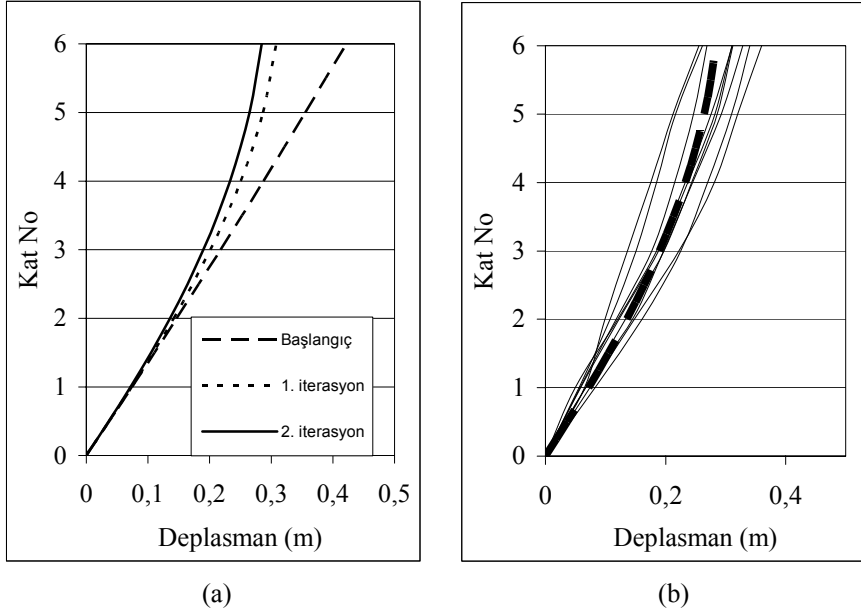 6
5
4
3
2
1
0
Kat No
Başlangıç
1. iterasyon
2. iterasyon
0 0,1 0,2 0,3 0,4 0,5
Deplasman (m)
(a)
6
5
4
3
2
1
0
Kat No
0 0,2 0,4
Deplasman (m)
(b)